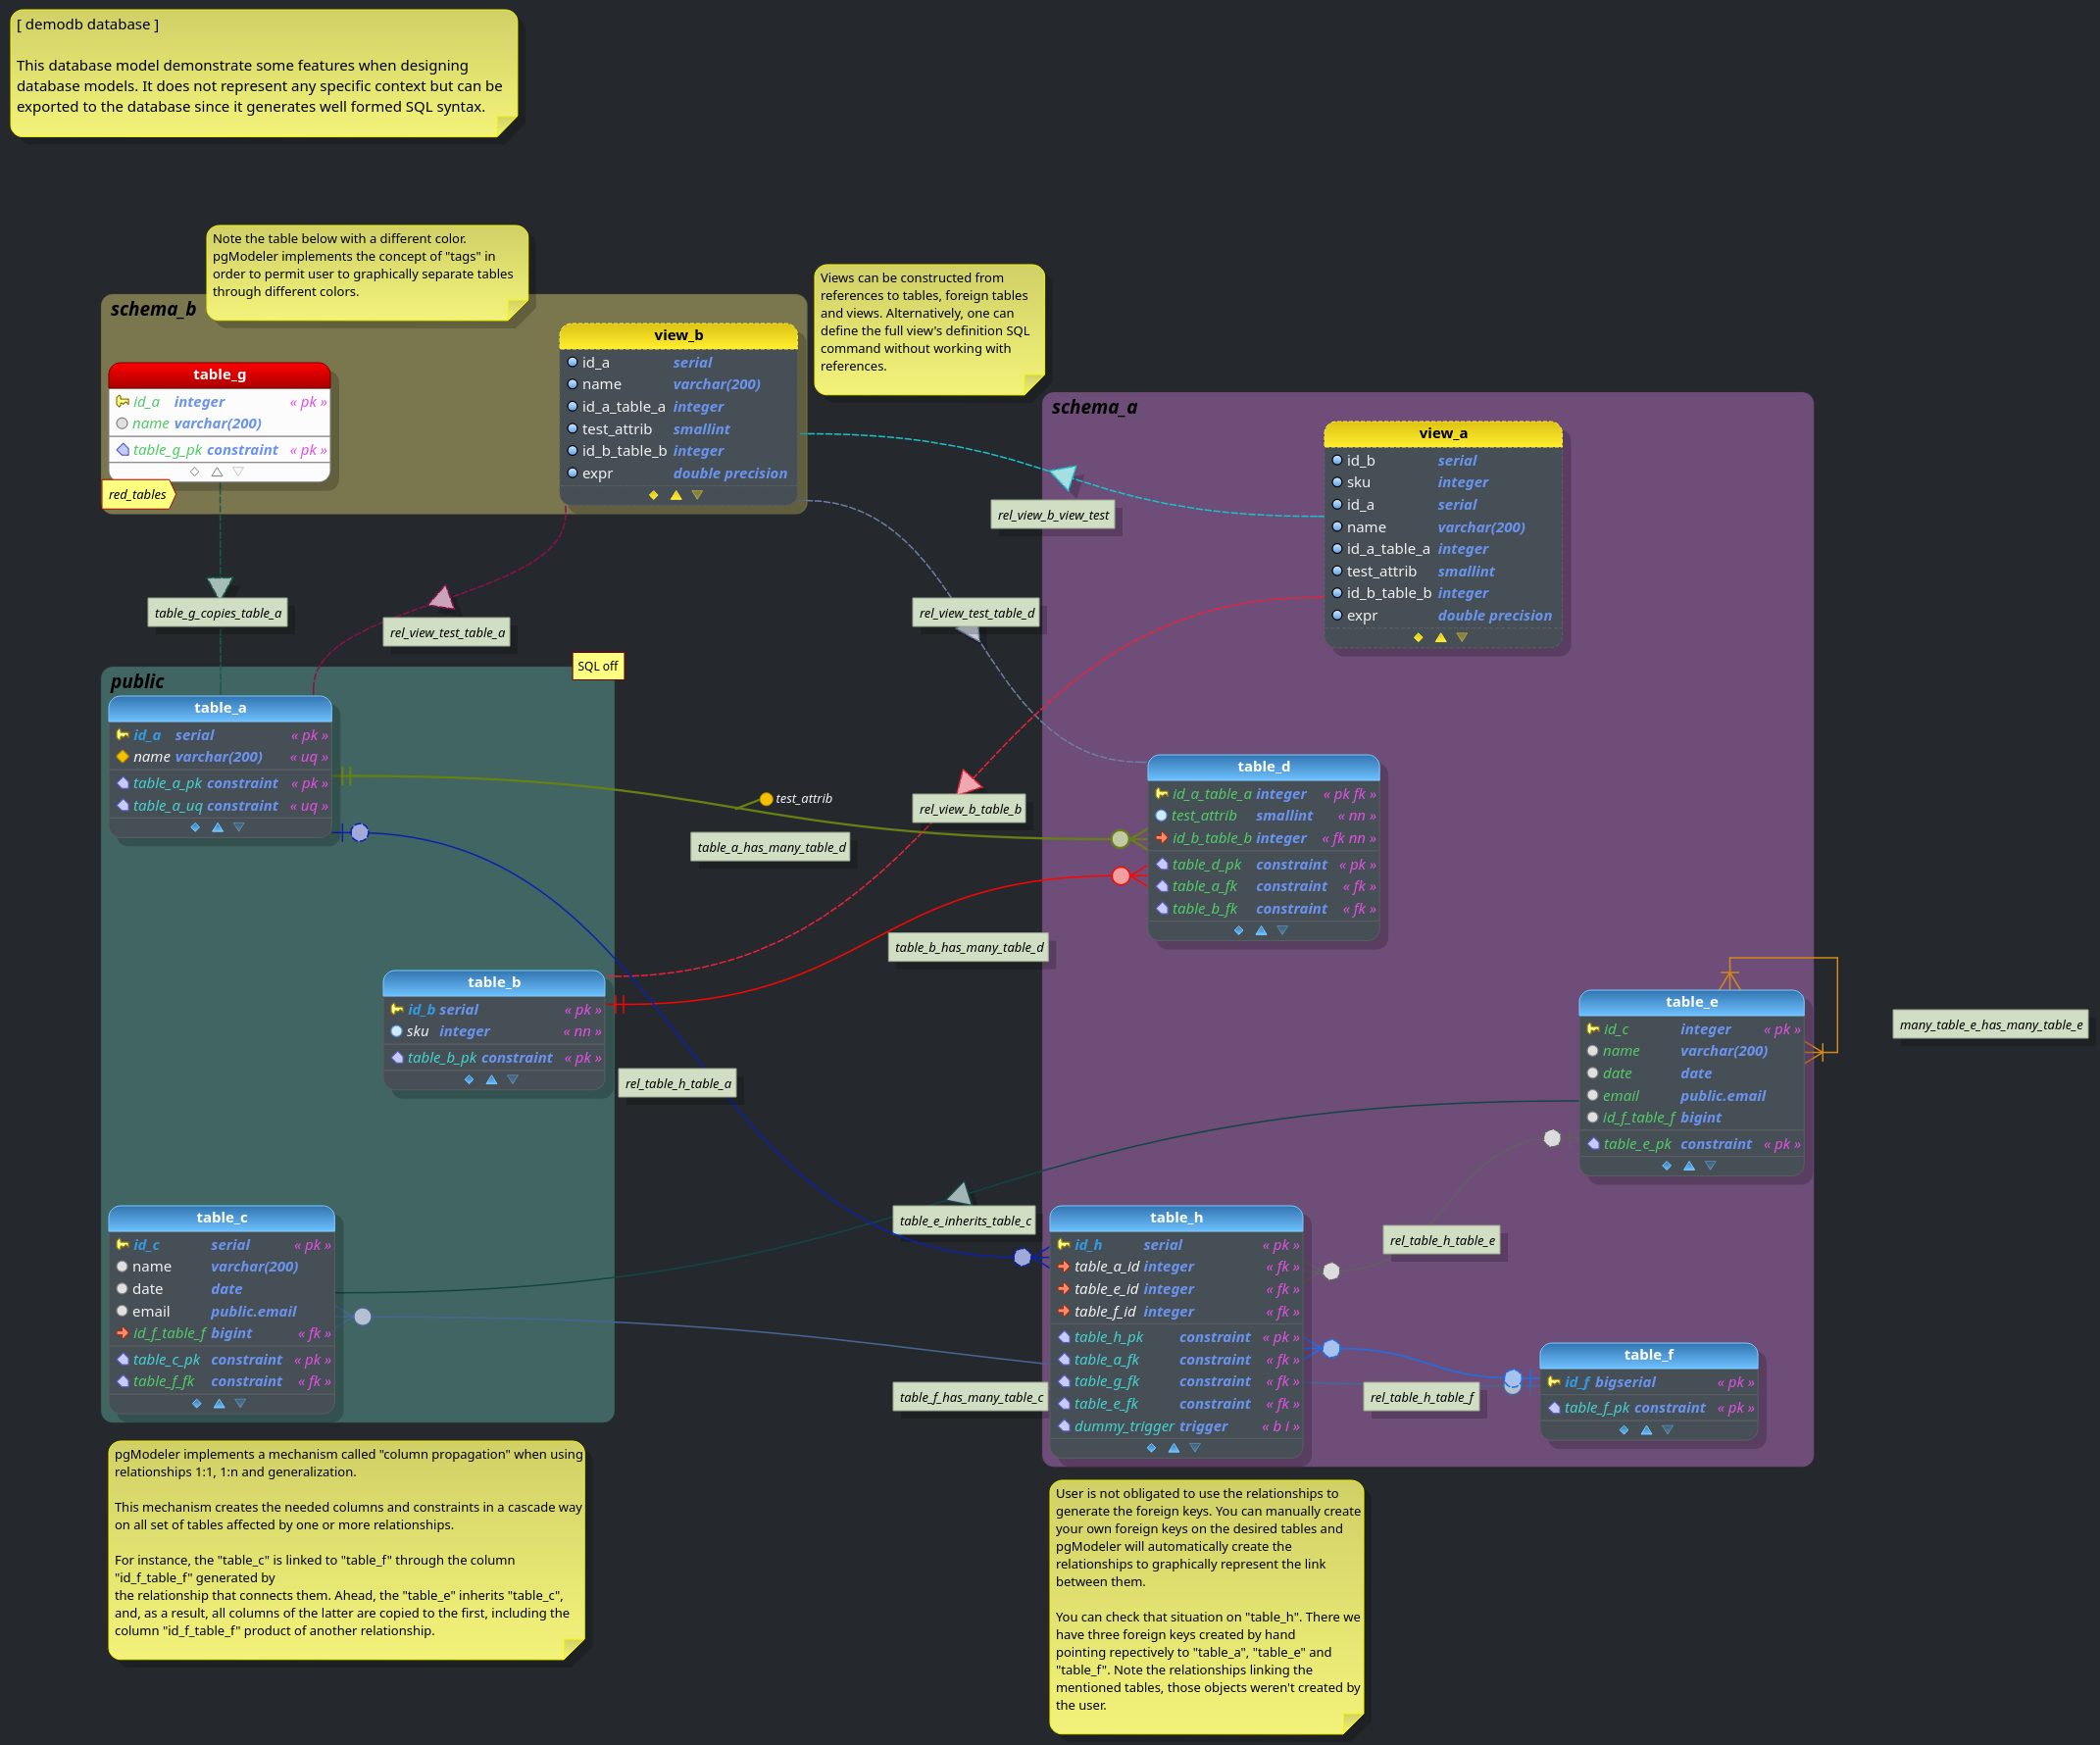 [ demodb database ]
This database model demonstrate some features when designing
database models. It does not represent any specific context but can be
exported to the database since it generates well formed SQL syntax.
Note the table below with a different color.
pgModeler implements the concept of "tags" in
order to permit user to graphically separate tables
through different colors.
Views can be constructed from
references to tables, foreign tables
and views. Alternatively, one can
define the full view's definition SQL
command without working with
references.
schema_b
table_g
id_a integer « pk »
name varchar(200)
table_g_pk constraint « pk »
red_tables
view_b
id_a serial
name varchar(200)
id_a_table_a integer
test_attrib smallint
id_b_table_b integer
expr double precision
schema_a
view_a
id_b serial
sku integer
id_a serial
name varchar(200)
id_a_table_a integer
test_attrib smallint
id_b_table_b integer
expr double precision
rel_view_b_view_test
table_g_copies_table_a
rel_view_test_table_a
rel_view_test_table_d
SQL off
public
table_a
id_a serial « pk »
name varchar(200) « uq »
table_a_pk constraint « pk »
table_a_uq constraint « uq »
test_attrib
table_a_has_many_table_d
rel_view_b_table_b
table_d
id_a_table_a integer « pk fk »
test_attrib smallint « nn »
id_b_table_b integer « fk nn »
table_d_pk constraint « pk »
table_a_fk constraint « fk »
table_b_fk constraint « fk »
table_b_has_many_table_d
table_b
id_b serial « pk »
sku integer « nn »
table_b_pk constraint « pk »
rel_table_h_table_a
table_e
id_c integer « pk »
name varchar(200)
date date
email public.email
id_f_table_f bigint
table_e_pk constraint « pk »
many_table_e_has_many_table_e
table_e_inherits_table_c
table_c
id_c serial « pk »
name varchar(200)
date date
email public.email
id_f_table_f bigint « fk »
table_c_pk constraint « pk »
table_f_fk constraint « fk »
table_h
id_h serial « pk »
table_a_id integer « fk »
table_e_id integer « fk »
table_f_id integer « fk »
table_h_pk constraint « pk »
table_a_fk constraint « fk »
table_g_fk constraint « fk »
table_e_fk constraint « fk »
dummy_trigger trigger « b i »
rel_table_h_table_e
table_f_has_many_table_c
rel_table_h_table_f
table_f
id_f bigserial « pk »
table_f_pk constraint « pk »
pgModeler implements a mechanism called "column propagation" when using
relationships 1:1, 1:n and generalization.
This mechanism creates the needed columns and constraints in a cascade way
on all set of tables affected by one or more relationships.
For instance, the "table_c" is linked to "table_f" through the column
"id_f_table_f" generated by
the relationship that connects them. Ahead, the "table_e" inherits "table_c",
and, as a result, all columns of the latter are copied to the first, including the
column "id_f_table_f" product of another relationship.
User is not obligated to use the relationships to
generate the foreign keys. You can manually create
your own foreign keys on the desired tables and
pgModeler will automatically create the
relationships to graphically represent the link
between them.
You can check that situation on "table_h". There we
have three foreign keys created by hand
pointing repectively to "table_a", "table_e" and
"table_f". Note the relationships linking the
mentioned tables, those objects weren't created by
the user.